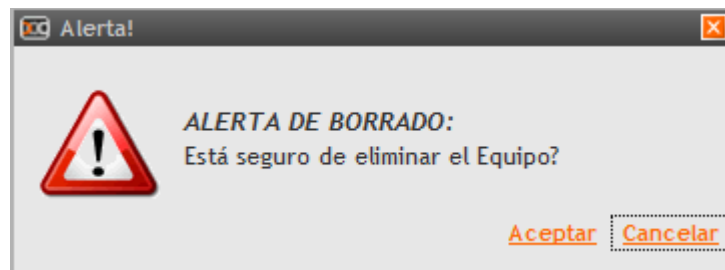 Alerta!
ALERTA DE BORRADO:
Está seguro de eliminar el Equipo?
Aceptar Cancelar